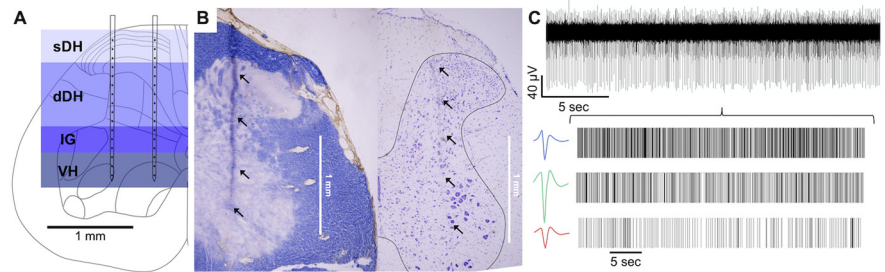 A
sDH
dDH
IG
VH
1 mm
B
1 mm
1 mm
C
40 µV
5 sec
5 sec